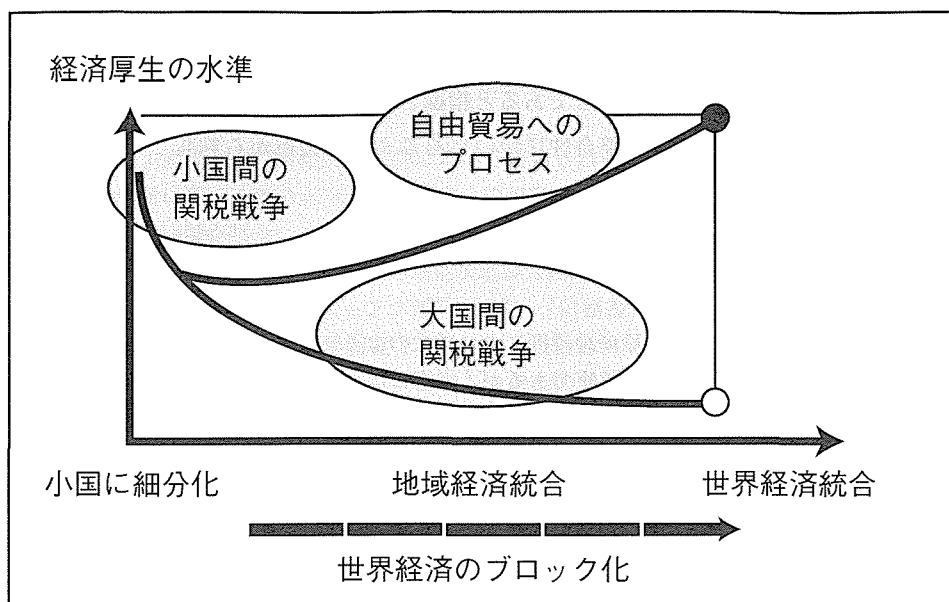 経済厚生の水準
自由貿易への
プロセス
小国間の
関税戦争
大国間の
関税戦争
小国に細分化
地域経済統合
世界経済統合
世界経済のブロック化